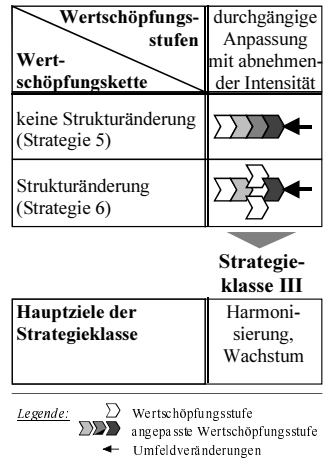 Wertschöpfungs-
stufen
Wert-
schöpfungskette
durchgängige
Anpassung
mit abnehmen-
der Intensität
keine Strukturänderung
(Strategie 5)
Strukturänderung
(Strategie 6)
Strategie-
klasse III
Hauptziele der
Strategieklasse
Harmoni-
sierung,
Wachstum
Legende:
Wertschöpfungsstufe
angepasste Wertschöpfungsstufe
Umfeldveränderungen